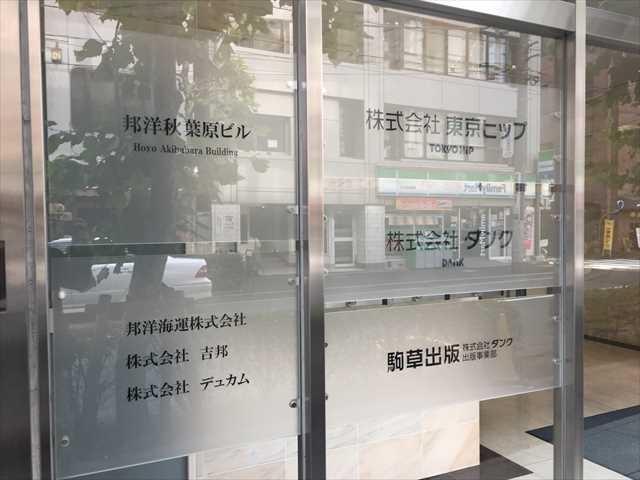 邦洋秋葉原ビル
Hoyo Akibahara Building
邦洋海運株式会社
株式会社 吉邦
株式会社 デュカム
株式会社 東京ニップ
TOKYO NIP
FamilyMart
株式会社 ダンク
DANK
駒草出版 株式会社 ダンク
出版事業部